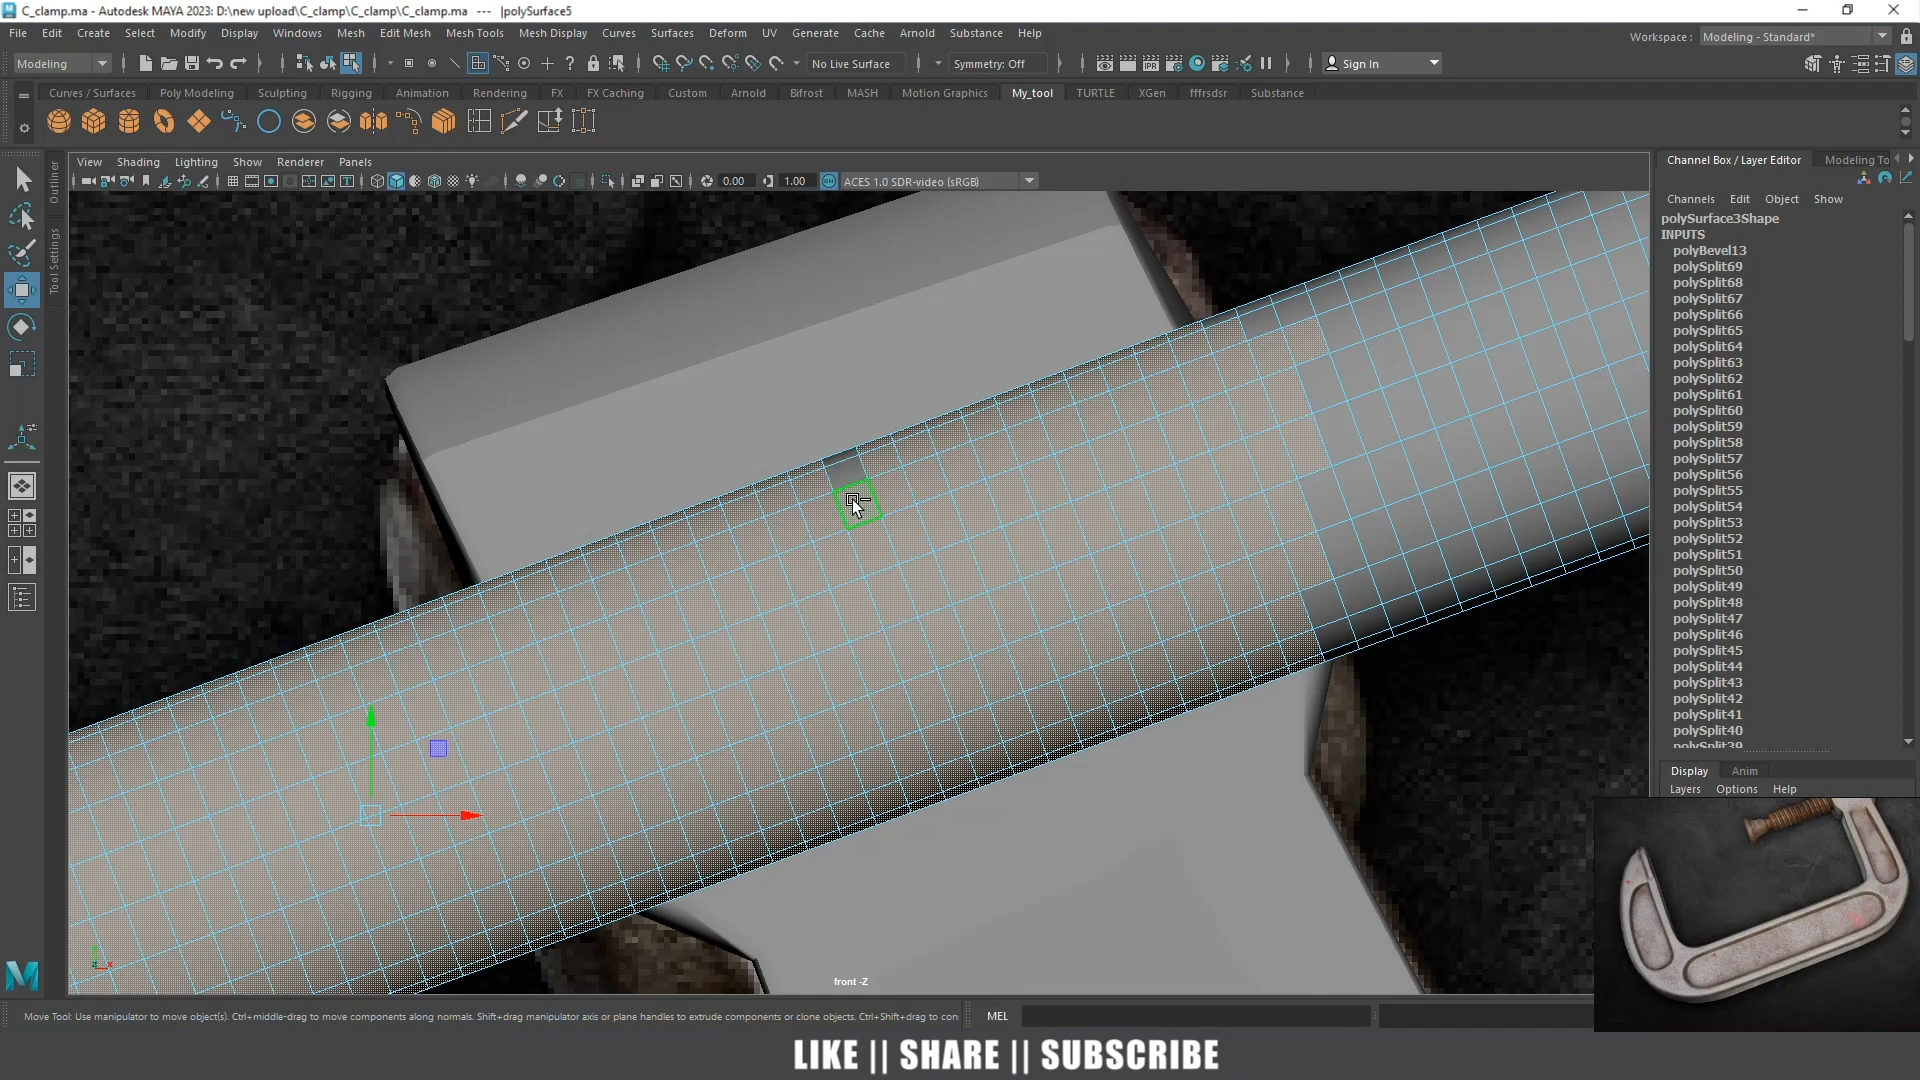 C_clamp.ma - Autodesk MAYA 2023: D:\new upload\C_clamp\C_clamp\C_clamp.ma --- |polySurface5
File Edit Create Select Modify Display Windows Mesh Edit Mesh Mesh Tools Mesh Display Curves Surfaces Deform UV Generate Cache Arnold Substance Help
Workspace : Modeling - Standard*
Modeling
No Live Surface
Symmetry: Off
Sign In
Curves / Surfaces Poly Modeling Sculpting Rigging Animation Rendering FX FX Caching Custom Arnold Bifrost MASH Motion Graphics My_tool TURTLE XGen fffrsdsr Substance
IPR
View Shading Lighting Show Renderer Panels
0.00
1.00
ON
ACES 1.0 SDR-video (sRGB)
Outliner
Tool Settings
Channel Box / Layer Editor
Modeling To
Channels Edit Object Show
polySurface3Shape
INPUTS
polyBevel13
polySplit69
polySplit68
polySplit67
polySplit66
polySplit65
polySplit64
polySplit63
polySplit62
polySplit61
polySplit60
polySplit59
polySplit58
polySplit57
polySplit56
polySplit55
polySplit54
polySplit53
polySplit52
polySplit51
polySplit50
polySplit49
polySplit48
polySplit47
polySplit46
polySplit45
polySplit44
polySplit43
polySplit42
polySplit41
polySplit40
polySplit39
Display Anim
Layers Options Help
front -Z
Move Tool: Use manipulator to move object(s). Ctrl+middle-drag to move components along normals. Shift+drag manipulator axis or plane handles to extrude components or clone objects. Ctrl+Shift+drag to con
MEL
LIKE || SHARE || SUBSCRIBE